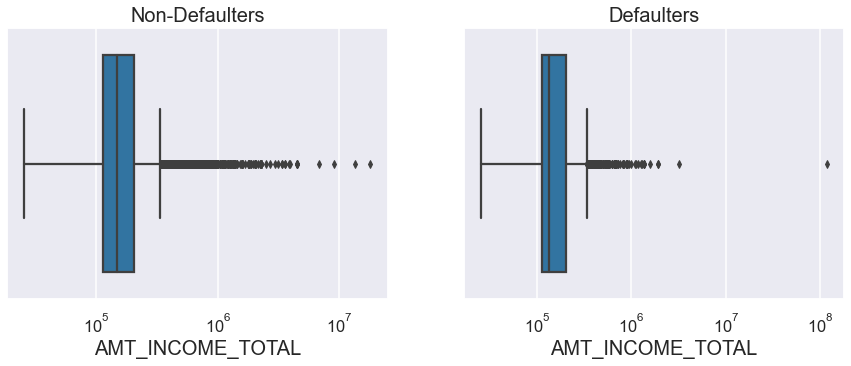 Non-Defaulters
Defaulters
10^5 10^6 10^7
10^5 10^6 10^7 10^8
AMT_INCOME_TOTAL
AMT_INCOME_TOTAL